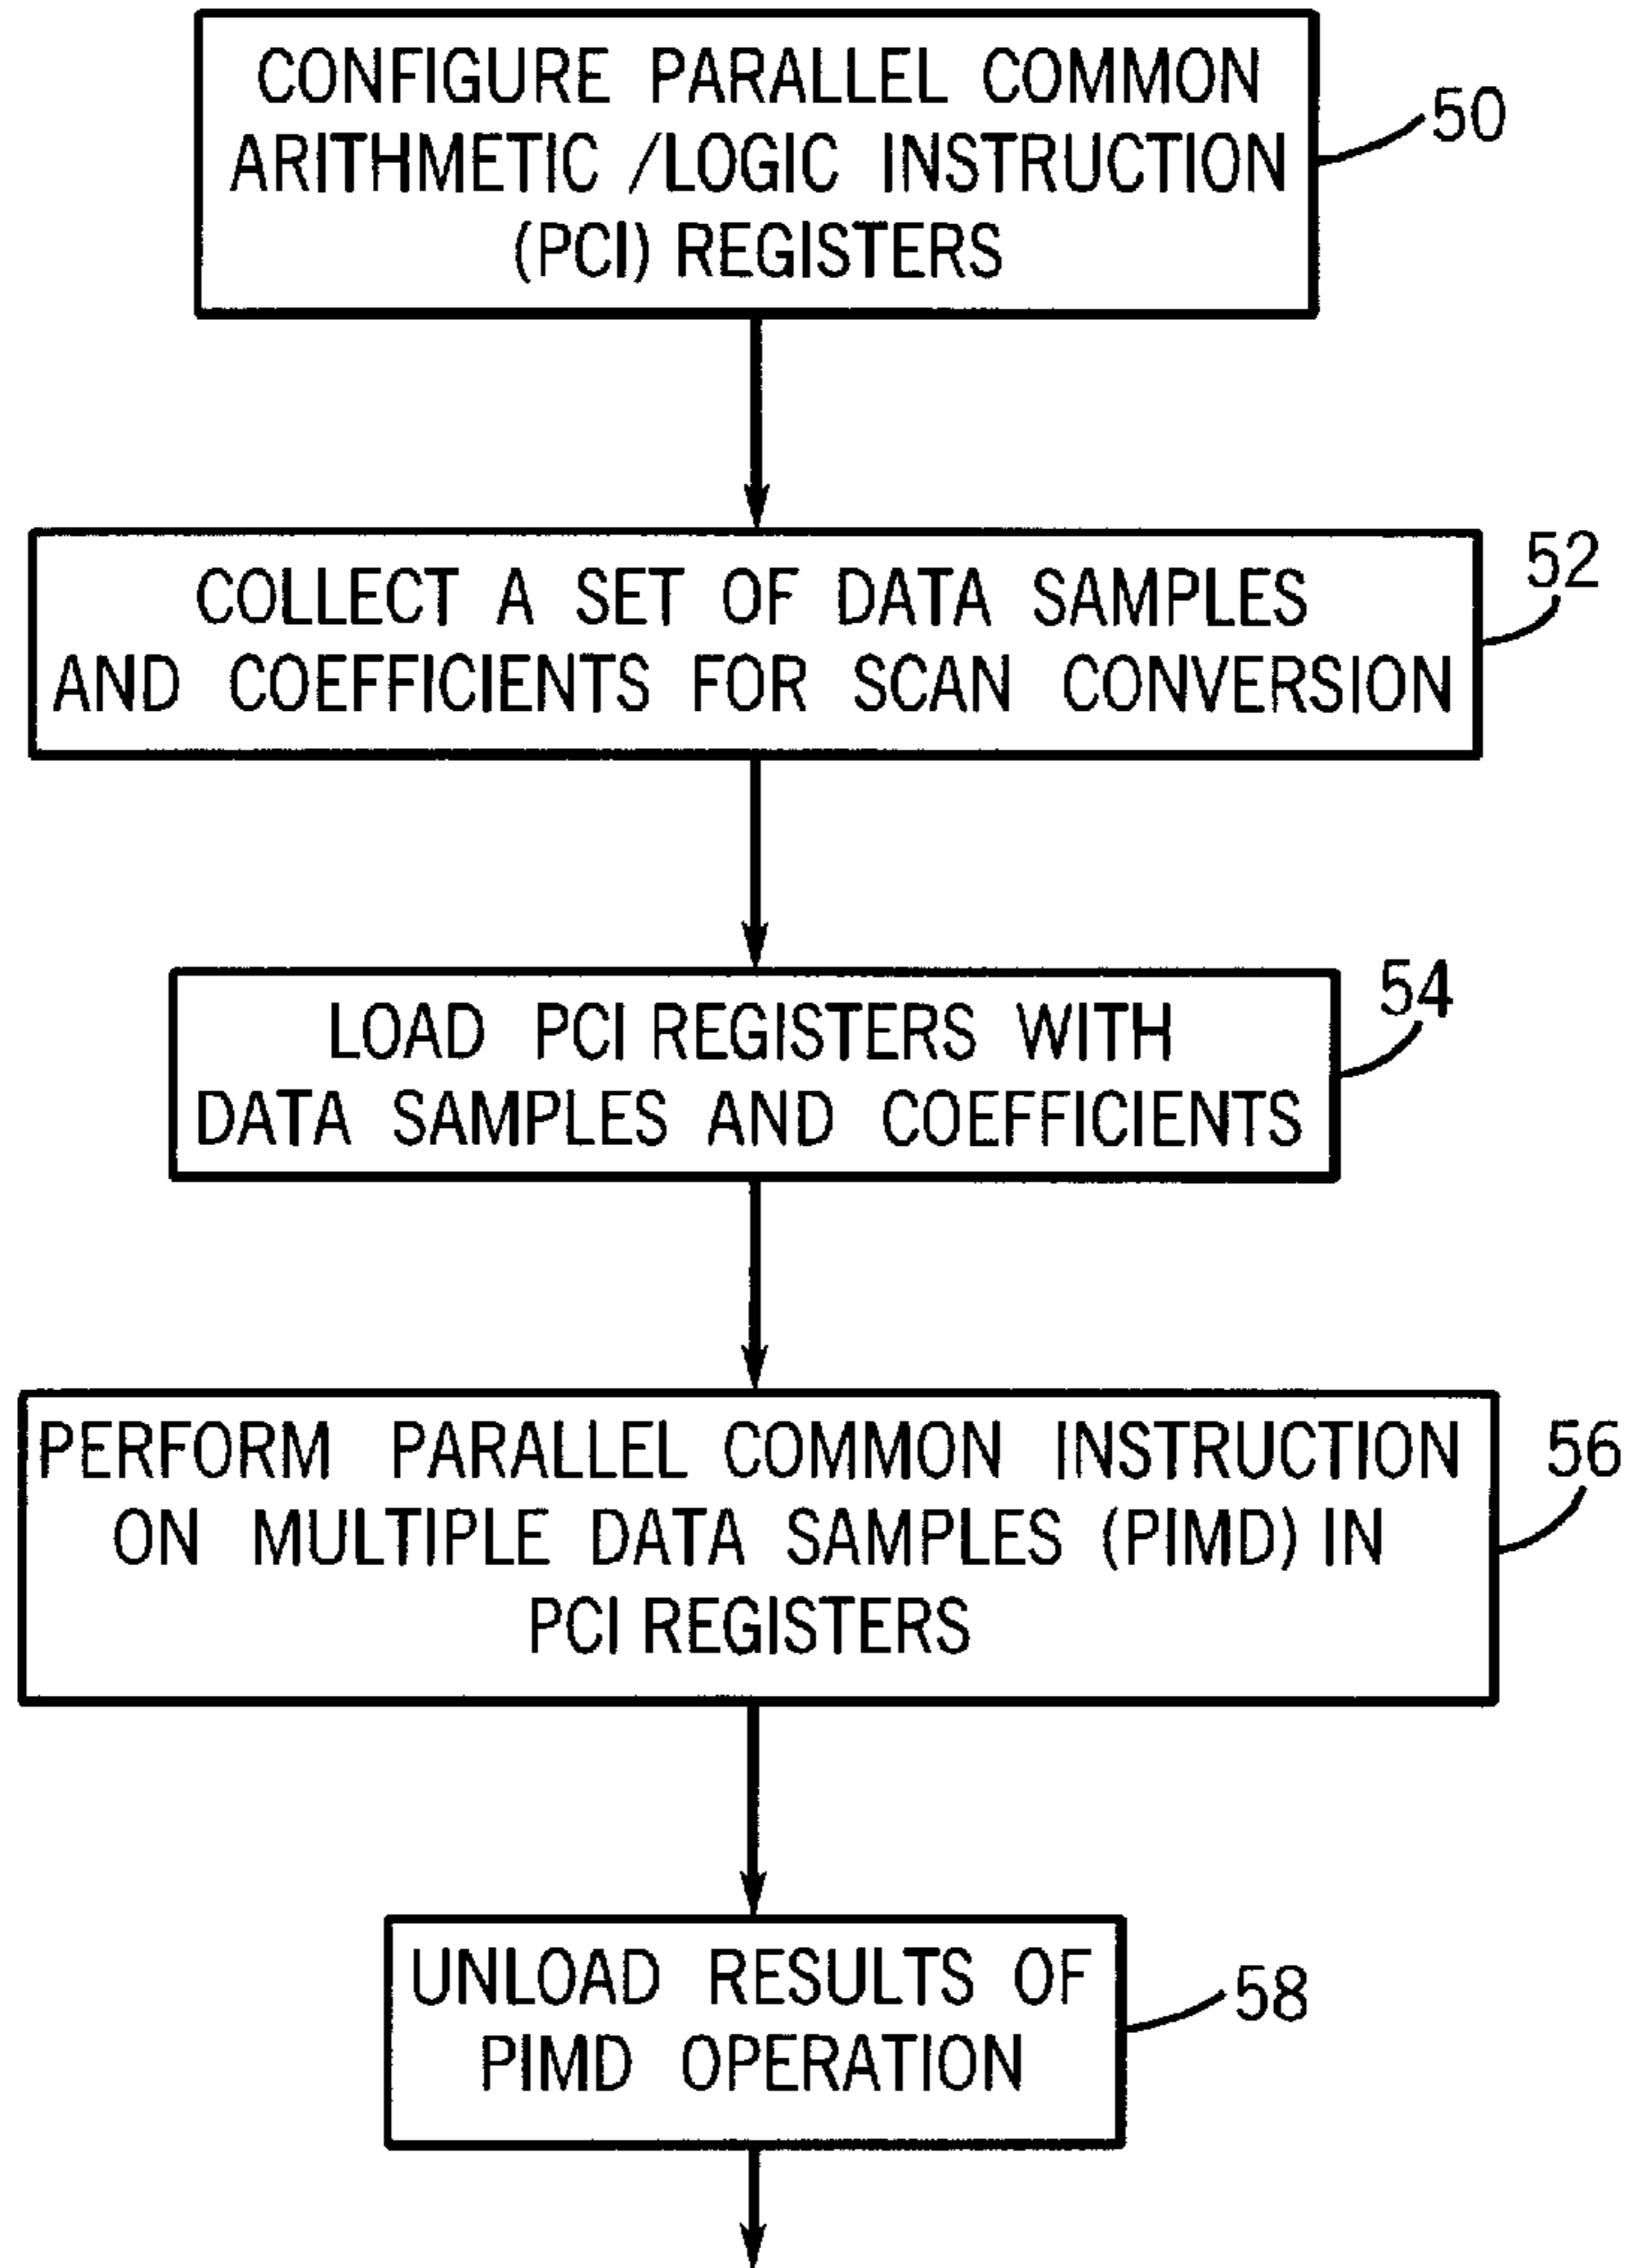 CONFIGURE PARALLEL COMMON
ARITHMETIC /LOGIC INSTRUCTION
(PCI) REGISTERS
50
COLLECT A SET OF DATA SAMPLES
AND COEFFICIENTS FOR SCAN CONVERSION
52
LOAD PCI REGISTERS WITH
DATA SAMPLES AND COEFFICIENTS
54
PERFORM PARALLEL COMMON INSTRUCTION
ON MULTIPLE DATA SAMPLES (PIMD) IN
PCI REGISTERS
56
UNLOAD RESULTS OF
PIMD OPERATION
58